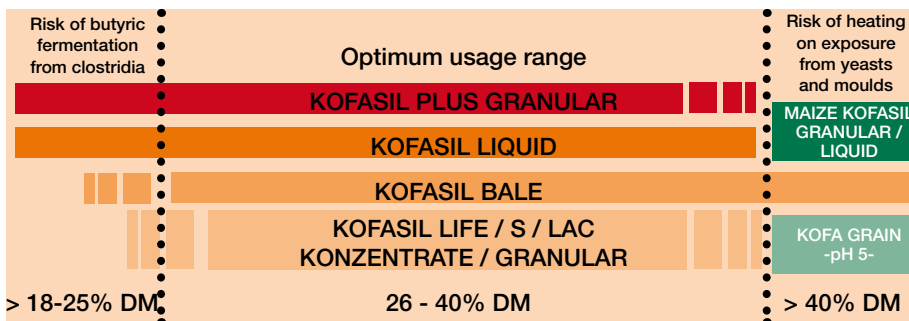 Risk of butyric
fermentation
from clostridia
Optimum usage range
Risk of heating
on exposure
from yeasts
and moulds
KOFASIL PLUS GRANULAR
MAIZE KOFASIL
GRANULAR /
LIQUID
KOFASIL LIQUID
KOFASIL BALE
KOFASIL LIFE / S / LAC
KONZENTRATE / GRANULAR
KOFA GRAIN
-pH 5-
> 18-25% DM
26 - 40% DM
> 40% DM